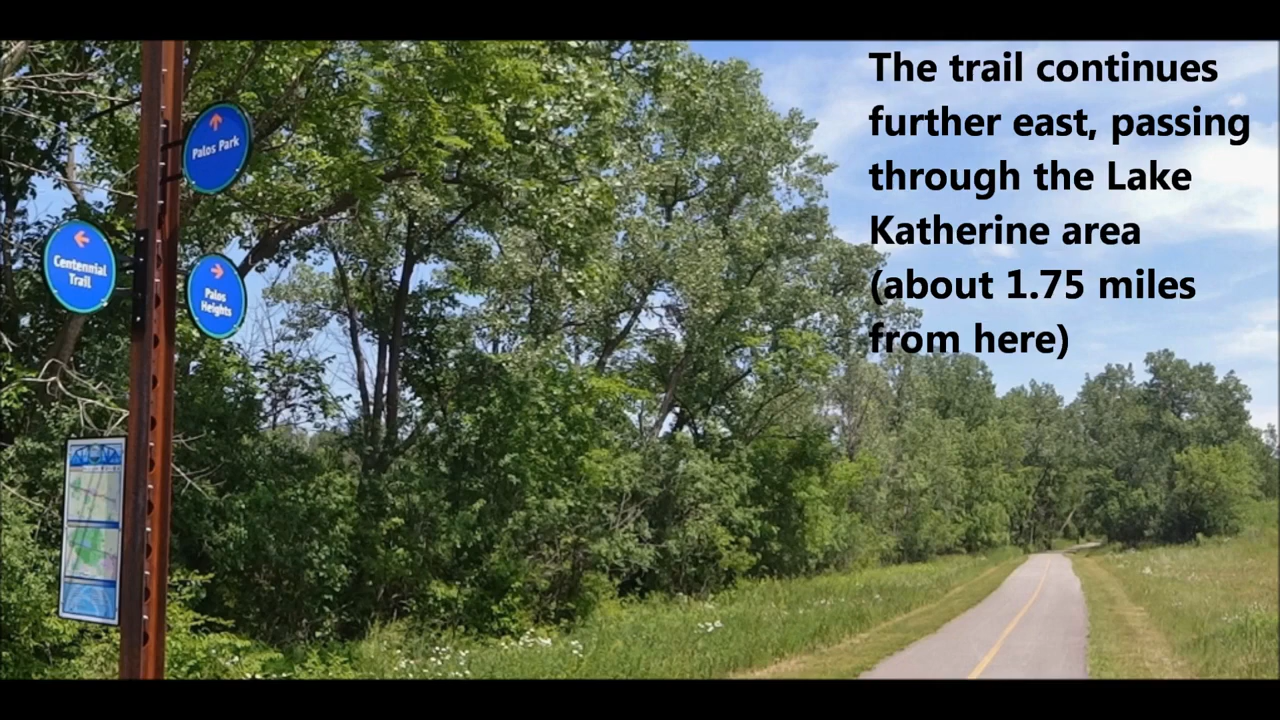 The trail continues
further east, passing
through the Lake
Katherine area
(about 1.75 miles
from here)
Palos Park
Centennial
Trail
Palos
Heights